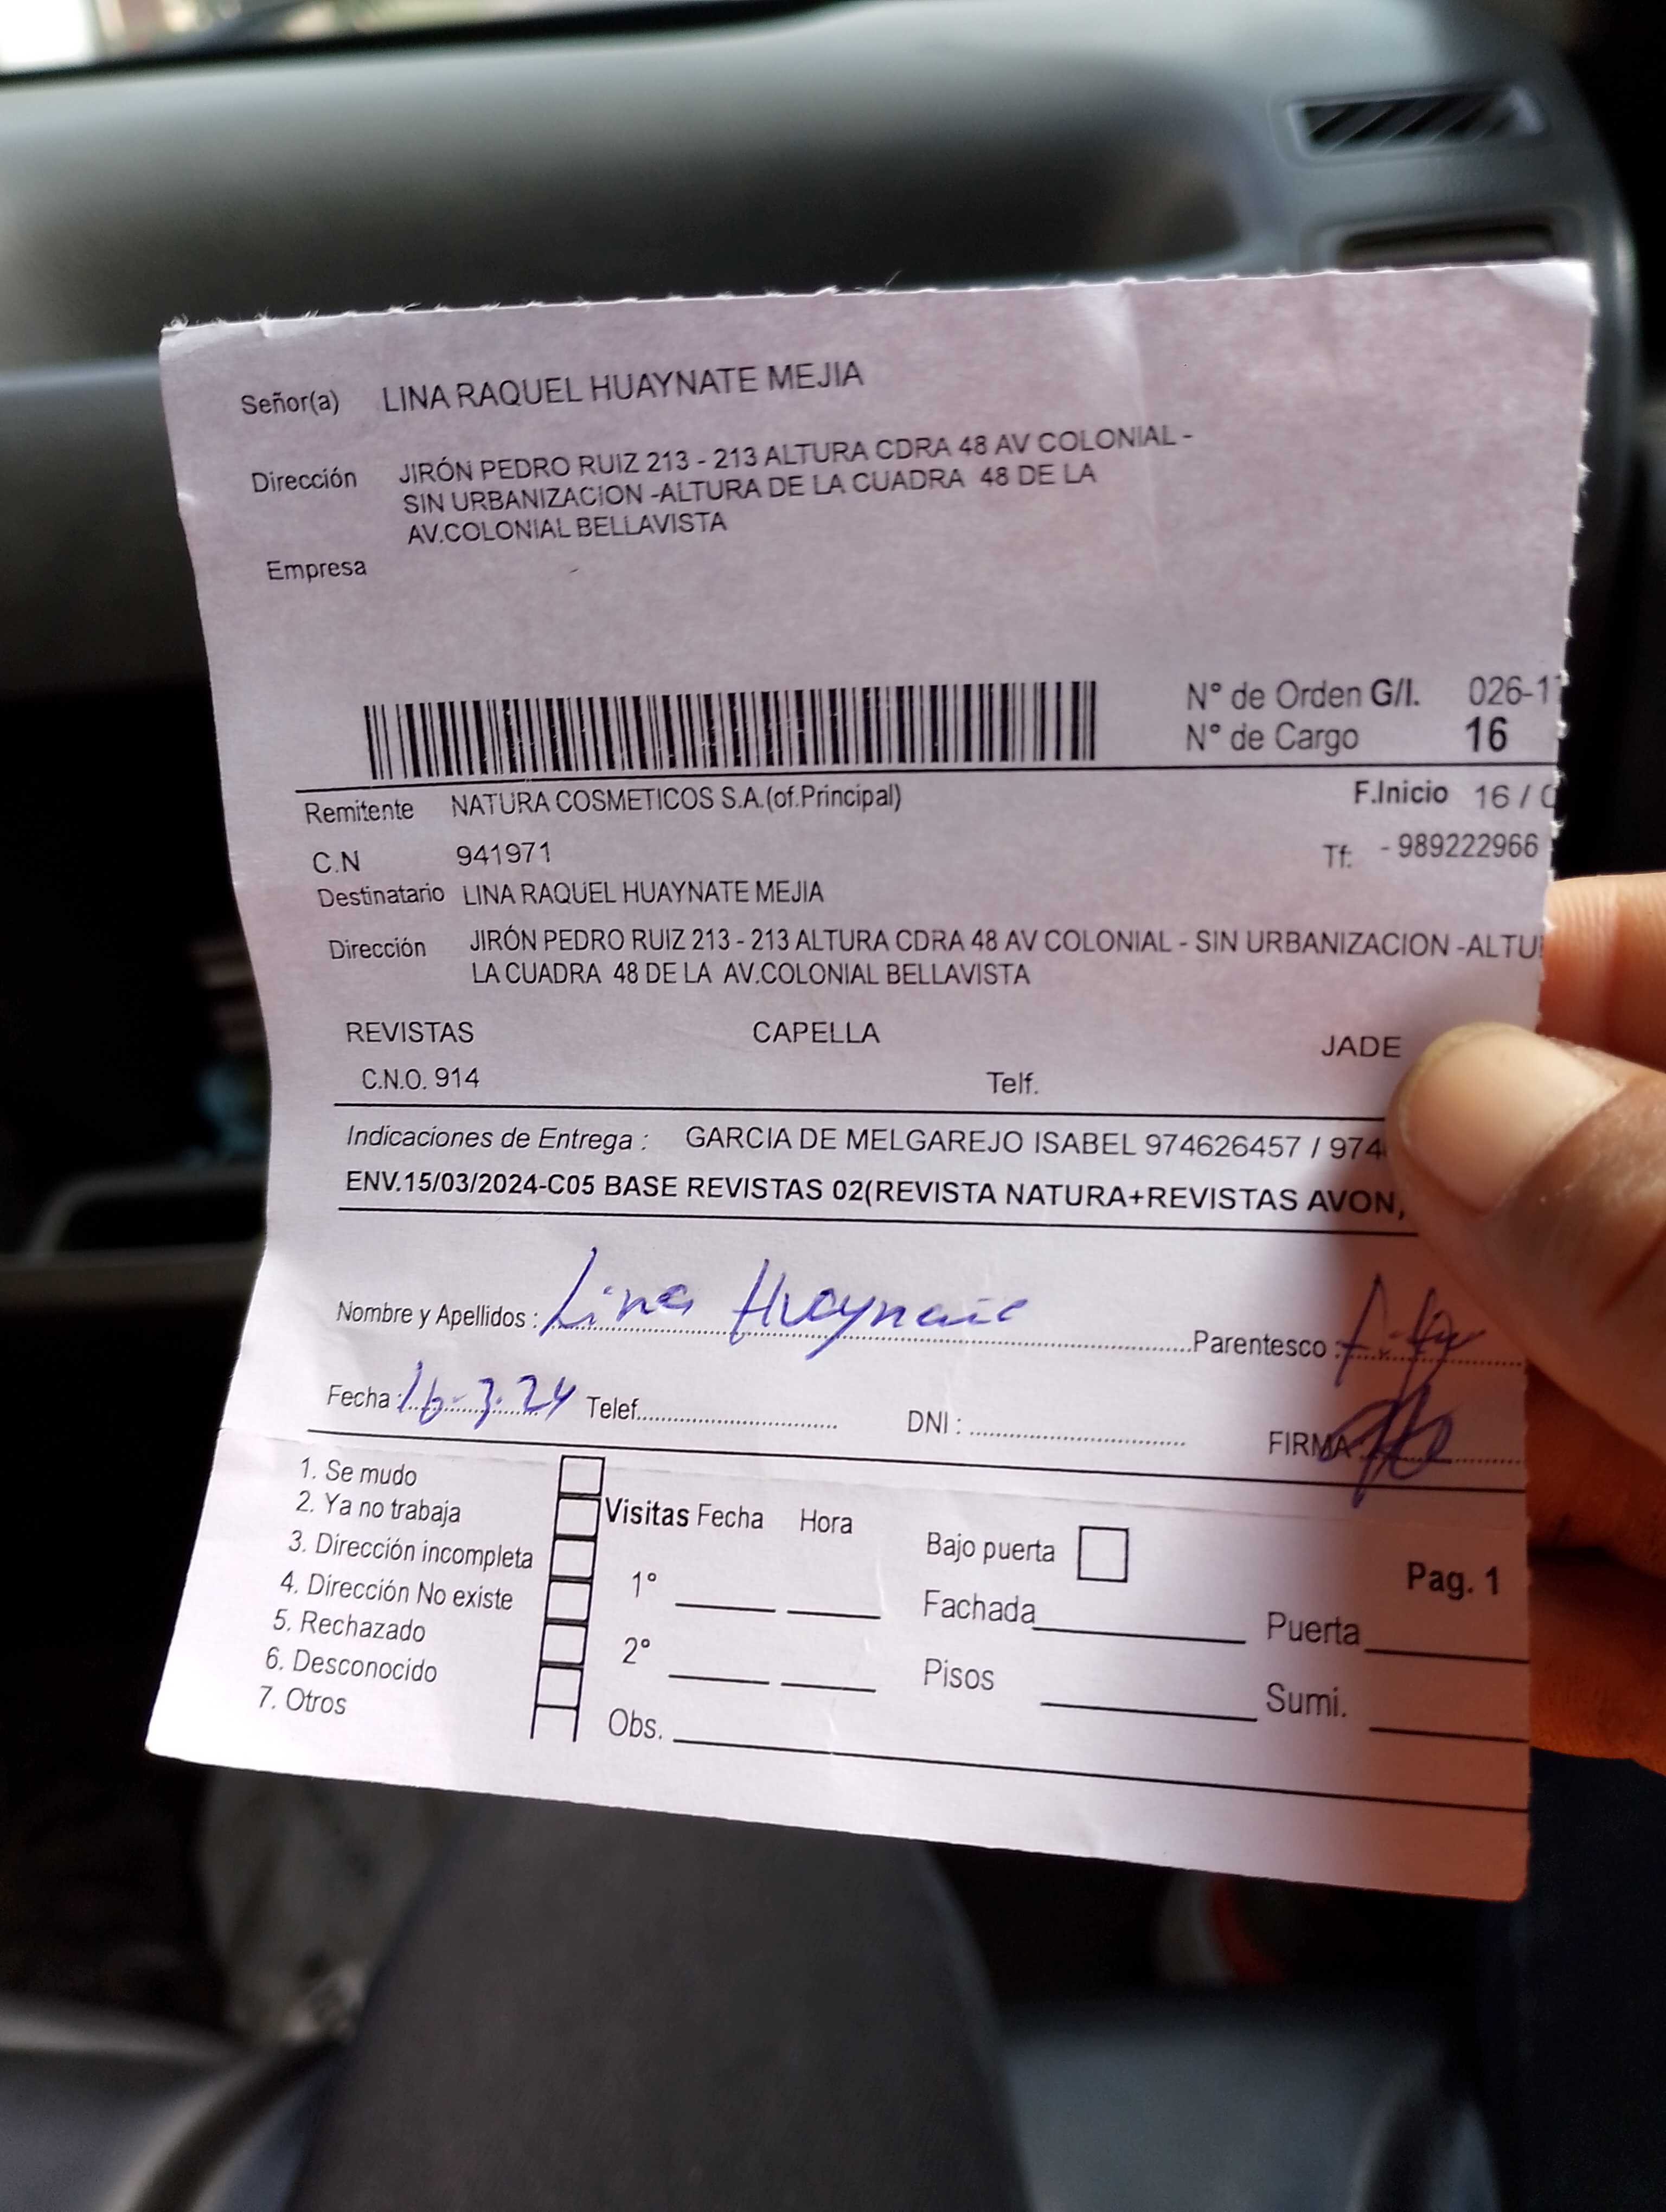 Señor(a) LINA RAQUEL HUAYNATE MEJIA
Dirección JIRÓN PEDRO RUIZ 213 - 213 ALTURA CDRA 48 AV COLONIAL -
SIN URBANIZACION -ALTURA DE LA CUADRA 48 DE LA
AV.COLONIAL BELLAVISTA
Empresa
N° de Orden G/I. 026-1
N° de Cargo 16
Remitente NATURA COSMETICOS S.A.(of.Principal) F.Inicio 16 /
C.N 941971 Tf: - 989222966
Destinatario LINA RAQUEL HUAYNATE MEJIA
Dirección JIRÓN PEDRO RUIZ 213 - 213 ALTURA CDRA 48 AV COLONIAL - SIN URBANIZACION -ALTU
LA CUADRA 48 DE LA AV.COLONIAL BELLAVISTA
REVISTAS CAPELLA JADE
C.N.O. 914 Telf.
Indicaciones de Entrega : GARCIA DE MELGAREJO ISABEL 974626457 / 974
ENV.15/03/2024-C05 BASE REVISTAS 02(REVISTA NATURA+REVISTAS AVON,
Nombre y Apellidos : Lina Huaynate Parentesco :
Fecha : 16-3-24 Telef. DNI : FIRMA
1. Se mudo
2. Ya no trabaja Visitas Fecha Hora Bajo puerta
3. Dirección incompleta 1° Pag. 1
4. Dirección No existe Fachada Puerta
5. Rechazado 2°
6. Desconocido Pisos Sumi.
7. Otros Obs.